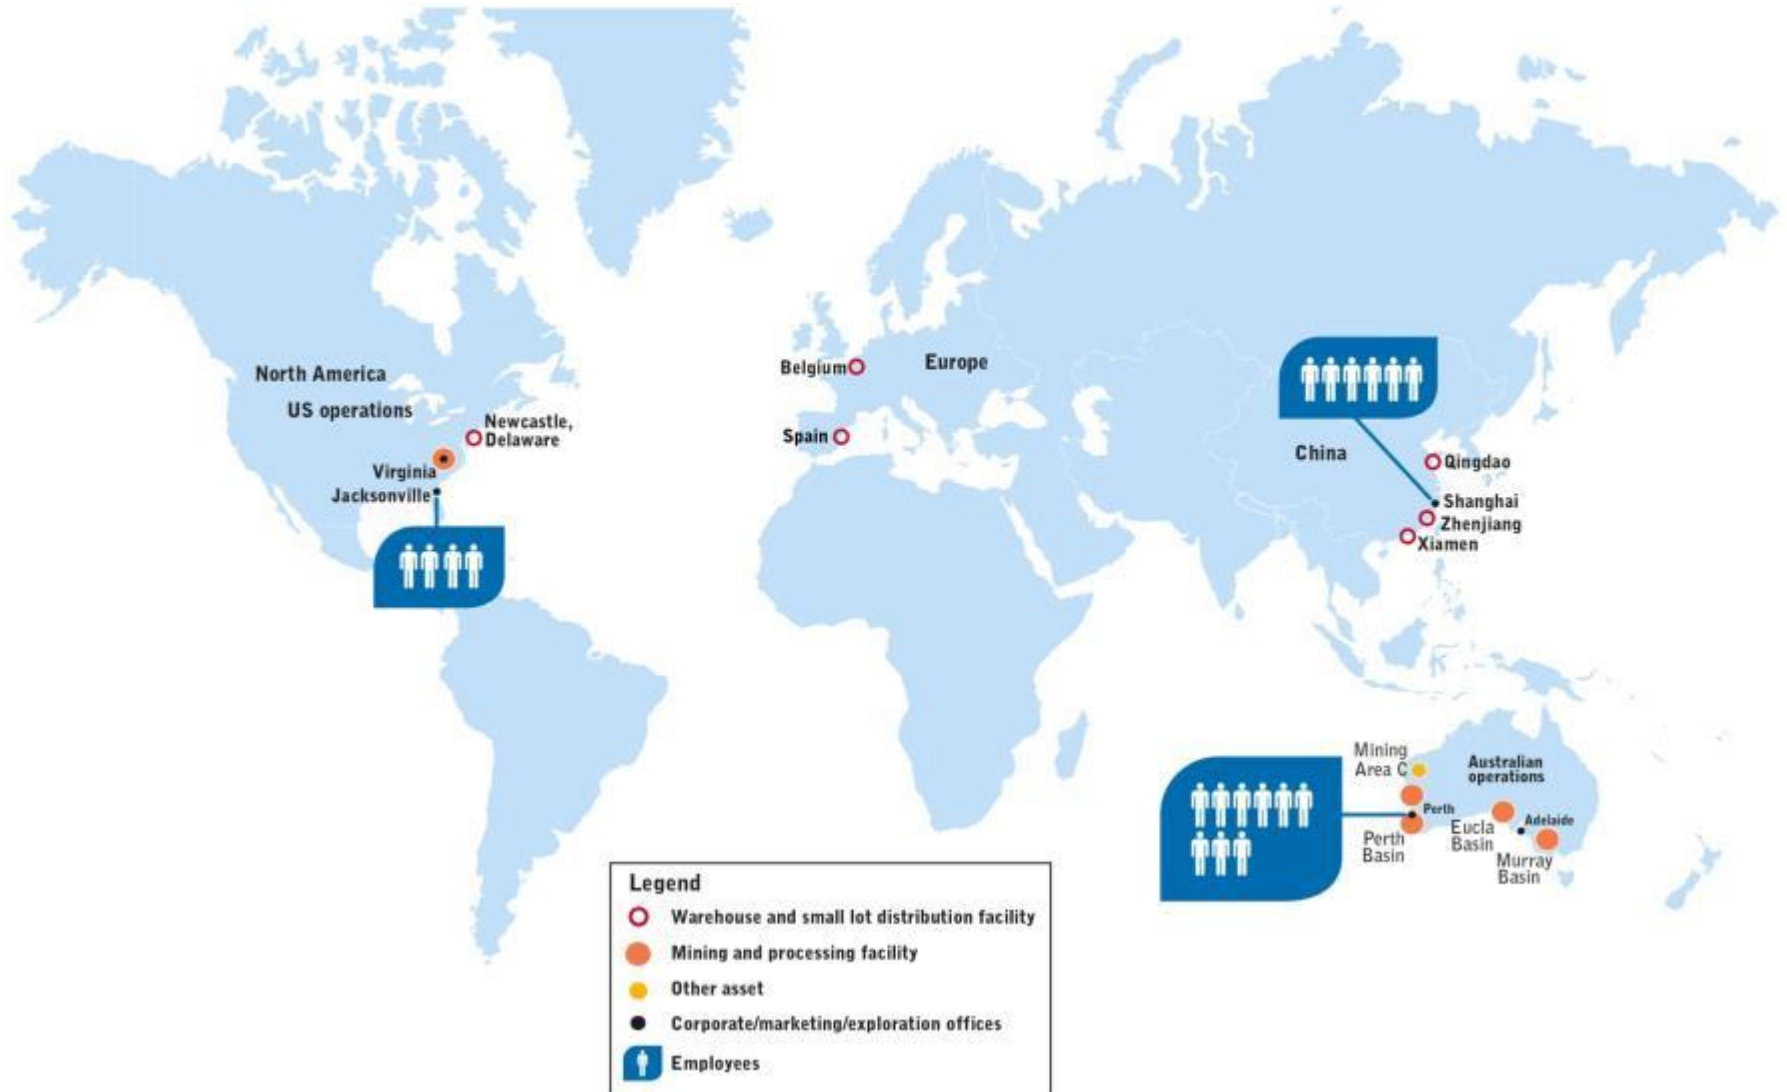 North America
US operations
Newcastle,
Delaware
Virginia
Jacksonville
Belgium
Europe
Spain
China
Qingdao
Shanghai
Zhenjiang
Xiamen
Mining
Area C
Australian
operations
Perth
Perth
Basin
Eucla
Basin
Adelaide
Murray
Basin
Legend
Warehouse and small lot distribution facility
Mining and processing facility
Other asset
Corporate/marketing/exploration offices
Employees